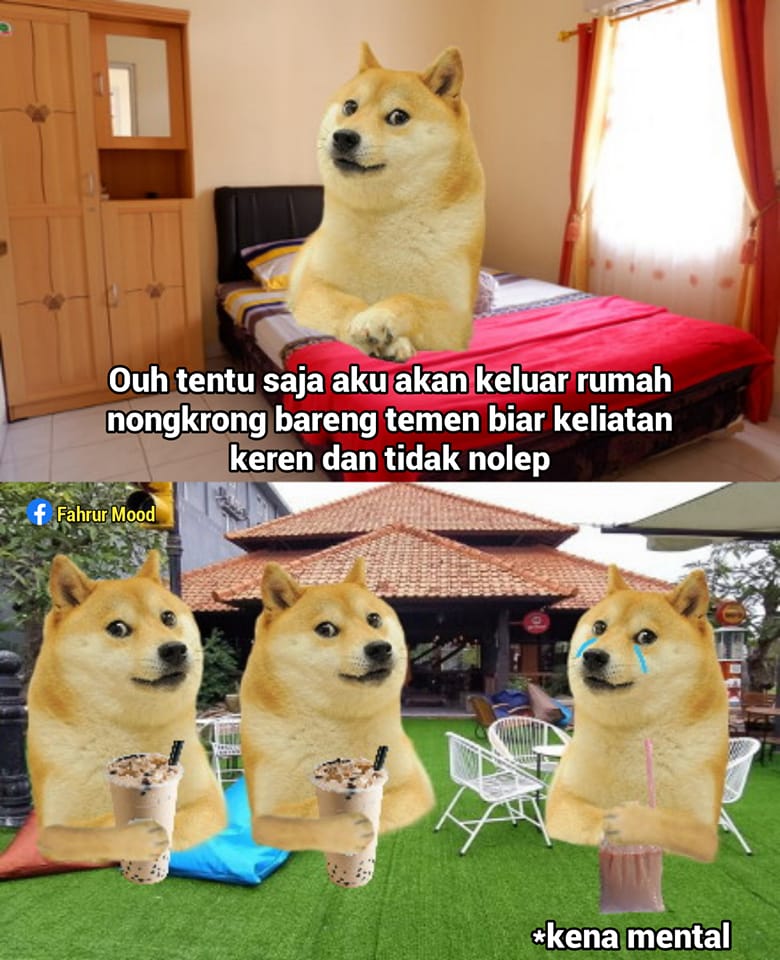 Ouh tentu saja aku akan keluar rumah
nongkrong bareng temen biar keliatan
keren dan tidak nolep
Fahrur Mood
*kena mental